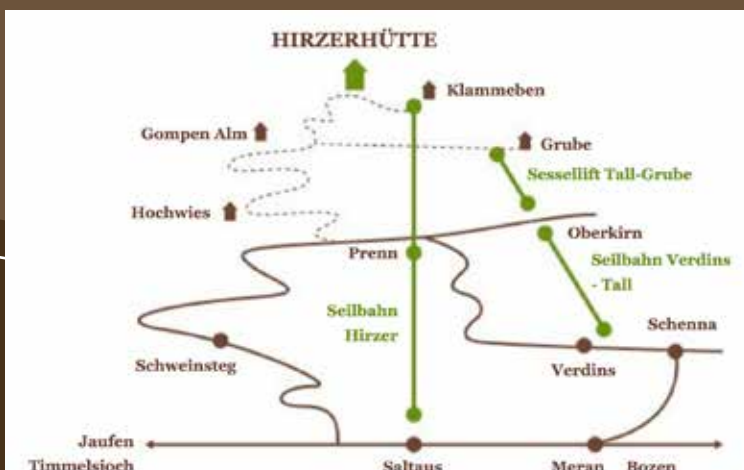 HIRZERHÜTTE
Klammeben
Gompen Alm
Grube
Sessellift Tall-Grube
Hochwies
Oberkirn
Prenn
Seilbahn Verdins
- Tall
Seilbahn
Hirzer
Schenna
Schweinsteg
Verdins
Jaufen
Timmelsjoch
Saltaus
Meran
Bozen